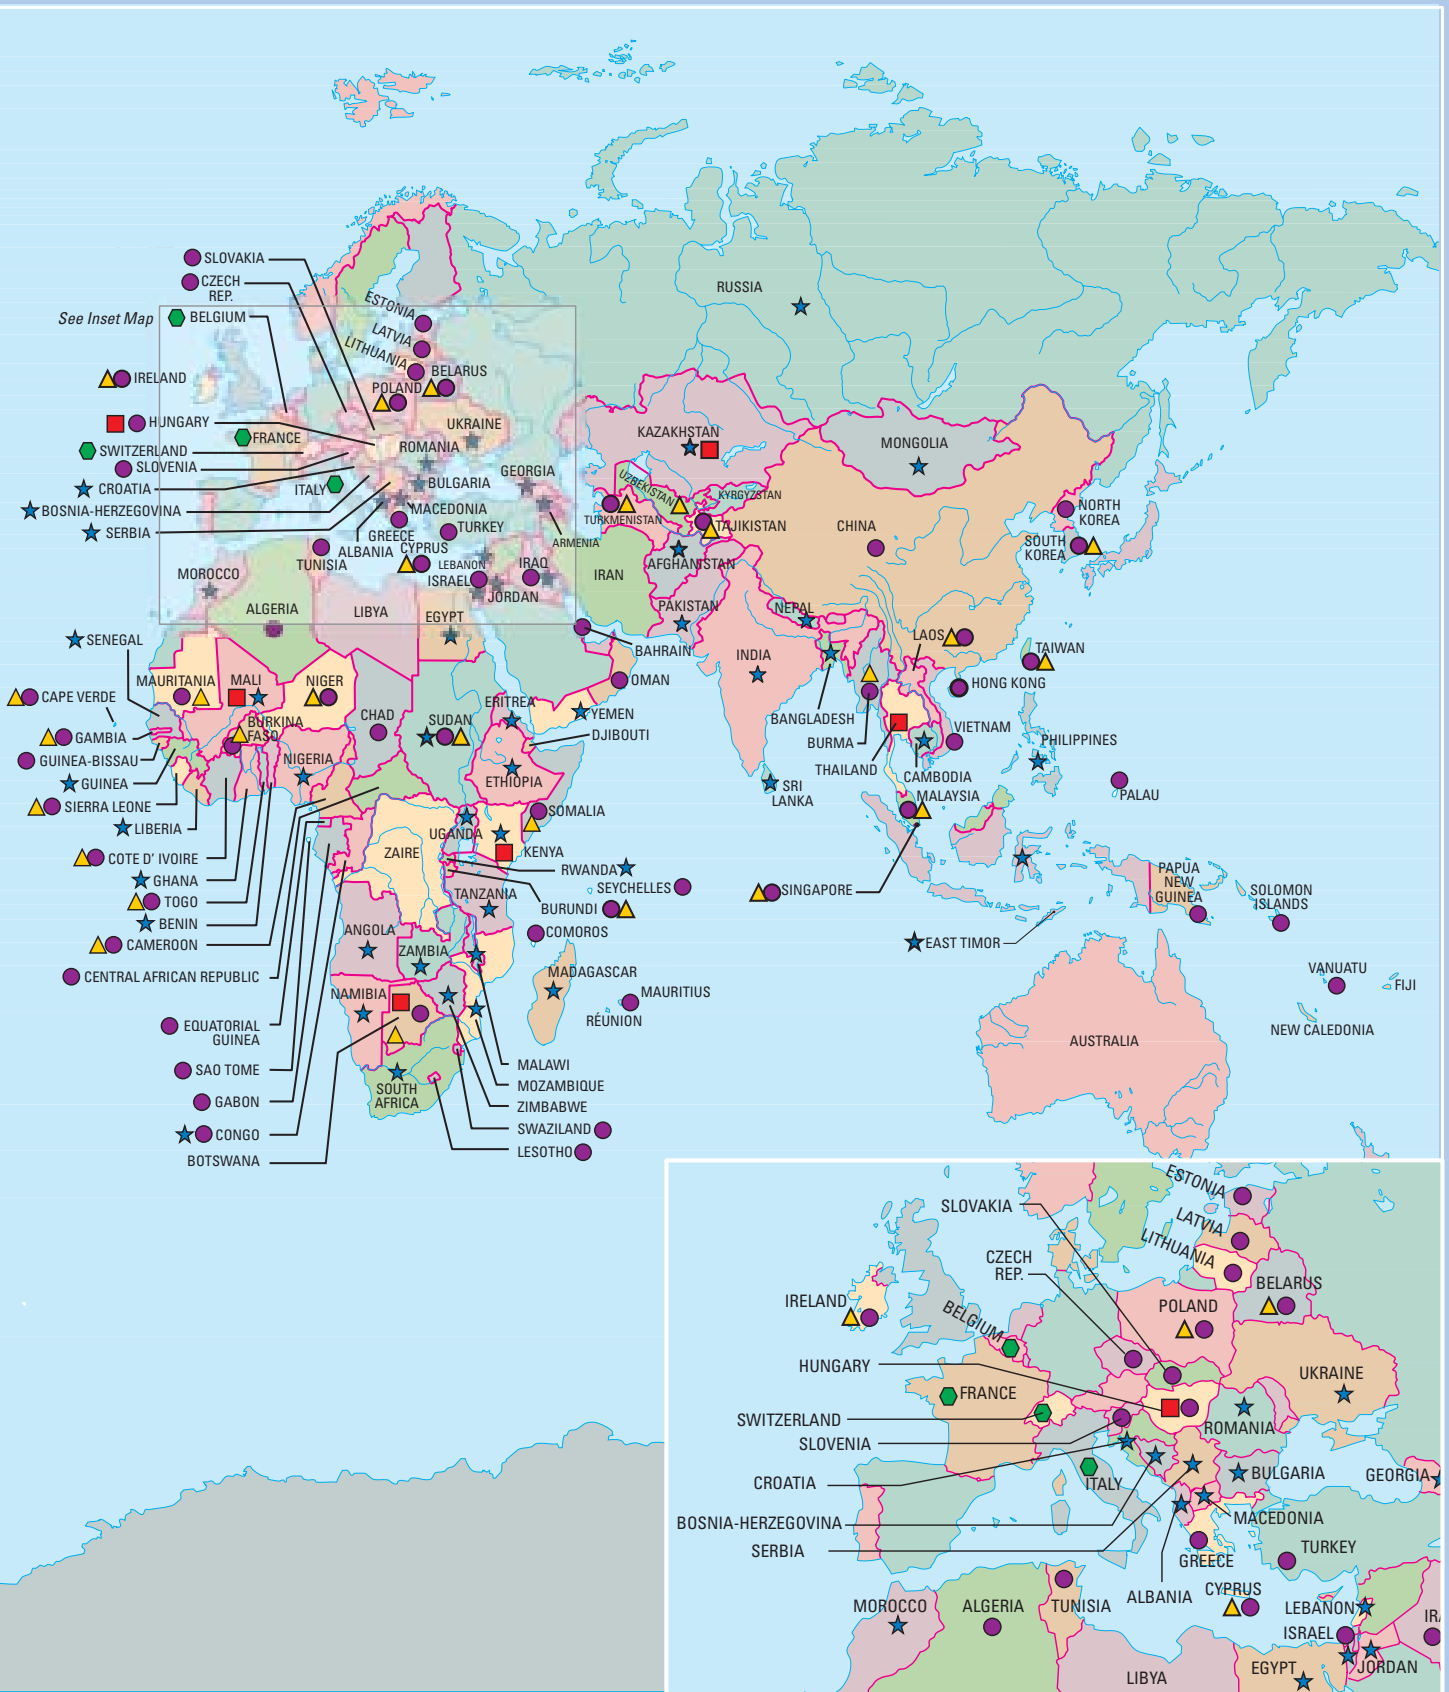 SLOVAKIA
CZECH
REP.
See Inset Map
BELGIUM
IRELAND
HUNGARY
FRANCE
SWITZERLAND
SLOVENIA
CROATIA
ITALY
BOSNIA-HERZEGOVINA
SERBIA
ESTONIA
LATVIA
LITHUANIA
BELARUS
POLAND
UKRAINE
ROMANIA
GEORGIA
BULGARIA
MACEDONIA
GREECE
TURKEY
ALBANIA
CYPRUS
ARMENIA
TUNISIA
LEBANON
ISRAEL
IRAQ
JORDAN
MOROCCO
ALGERIA
LIBYA
EGYPT
RUSSIA
KAZAKHSTAN
MONGOLIA
UZBEKISTAN
KYRGYZSTAN
TURKMENISTAN
TAJIKISTAN
CHINA
NORTH
KOREA
SOUTH
KOREA
AFGHANISTAN
IRAN
PAKISTAN
NEPAL
LAOS
TAIWAN
INDIA
BAHRAIN
OMAN
HONG KONG
YEMEN
DJIBOUTI
BANGLADESH
BURMA
THAILAND
VIETNAM
CAMBODIA
PHILIPPINES
SRI
LANKA
MALAYSIA
PALAU
SINGAPORE
PAPUA
NEW
GUINEA
SOLOMON
ISLANDS
EAST TIMOR
VANUATU
FIJI
NEW CALEDONIA
AUSTRALIA
SENEGAL
MAURITANIA
MALI
NIGER
CAPE VERDE
BURKINA
FASO
CHAD
SUDAN
ERITREA
GAMBIA
GUINEA-BISSAU
NIGERIA
ETHIOPIA
GUINEA
SIERRA LEONE
SOMALIA
LIBERIA
UGANDA
COTE D' IVOIRE
ZAIRE
KENYA
GHANA
RWANDA
SEYCHELLES
TOGO
TANZANIA
BURUNDI
BENIN
ANGOLA
COMOROS
CAMEROON
ZAMBIA
CENTRAL AFRICAN REPUBLIC
MADAGASCAR
NAMIBIA
MAURITIUS
RÉUNION
EQUATORIAL
GUINEA
SAO TOME
MALAWI
SOUTH
AFRICA
MOZAMBIQUE
GABON
ZIMBABWE
CONGO
SWAZILAND
LESOTHO
BOTSWANA
ESTONIA
SLOVAKIA
LATVIA
LITHUANIA
CZECH
REP.
BELARUS
IRELAND
POLAND
BELGIUM
HUNGARY
UKRAINE
FRANCE
SWITZERLAND
ROMANIA
SLOVENIA
CROATIA
ITALY
BULGARIA
GEORGIA
BOSNIA-HERZEGOVINA
MACEDONIA
SERBIA
GREECE
TURKEY
ALBANIA
CYPRUS
MOROCCO
ALGERIA
TUNISIA
LEBANON
IRA
ISRAEL
LIBYA
EGYPT
JORDAN